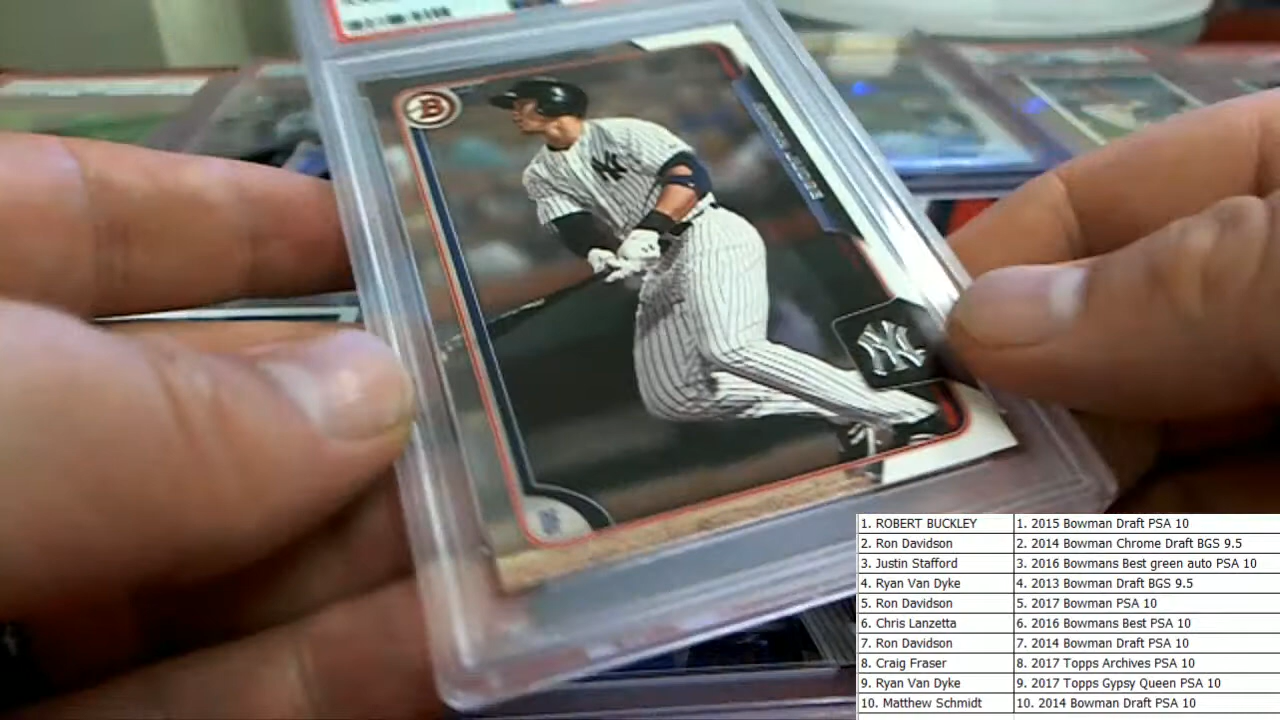 B
AARON JUDGE
NY
NY
1. ROBERT BUCKLEY 1. 2015 Bowman Draft PSA 10
2. Ron Davidson 2. 2014 Bowman Chrome Draft BGS 9.5
3. Justin Stafford 3. 2016 Bowmans Best green auto PSA 10
4. Ryan Van Dyke 4. 2013 Bowman Draft BGS 9.5
5. Ron Davidson 5. 2017 Bowman PSA 10
6. Chris Lanzetta 6. 2016 Bowmans Best PSA 10
7. Ron Davidson 7. 2014 Bowman Draft PSA 10
8. Craig Fraser 8. 2017 Topps Archives PSA 10
9. Ryan Van Dyke 9. 2017 Topps Gypsy Queen PSA 10
10. Matthew Schmidt 10. 2014 Bowman Draft PSA 10